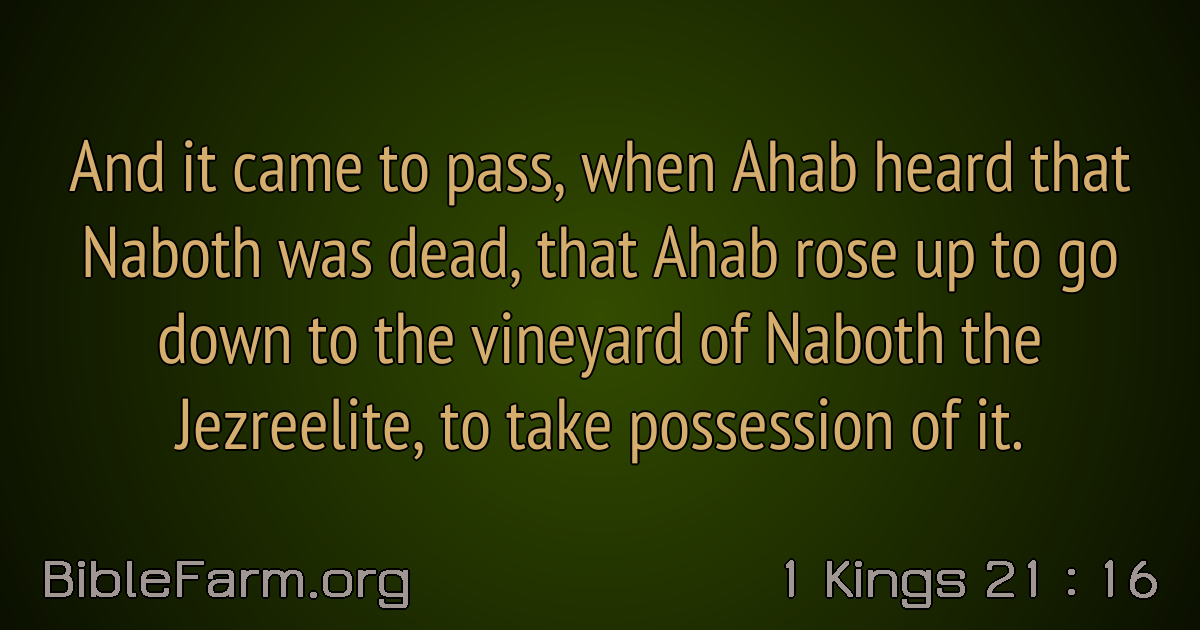 And it came to pass, when Ahab heard that
Naboth was dead, that Ahab rose up to go
down to the vineyard of Naboth the
Jezreelite, to take possession of it.
BibleFarm.org
1 Kings 21 : 16